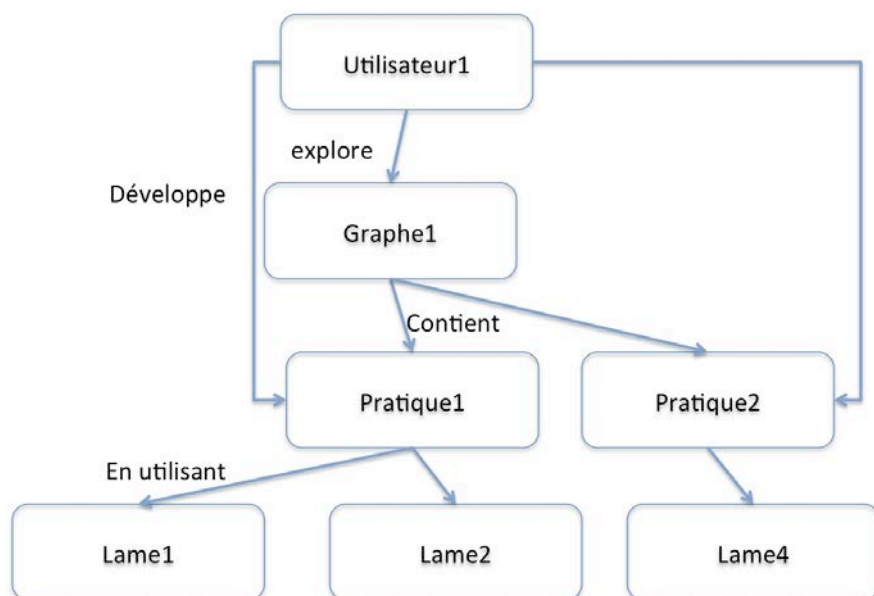 Utilisateur1
explore
Développe
Graphe1
Contient
Pratique1
Pratique2
En utilisant
Lame1
Lame2
Lame4